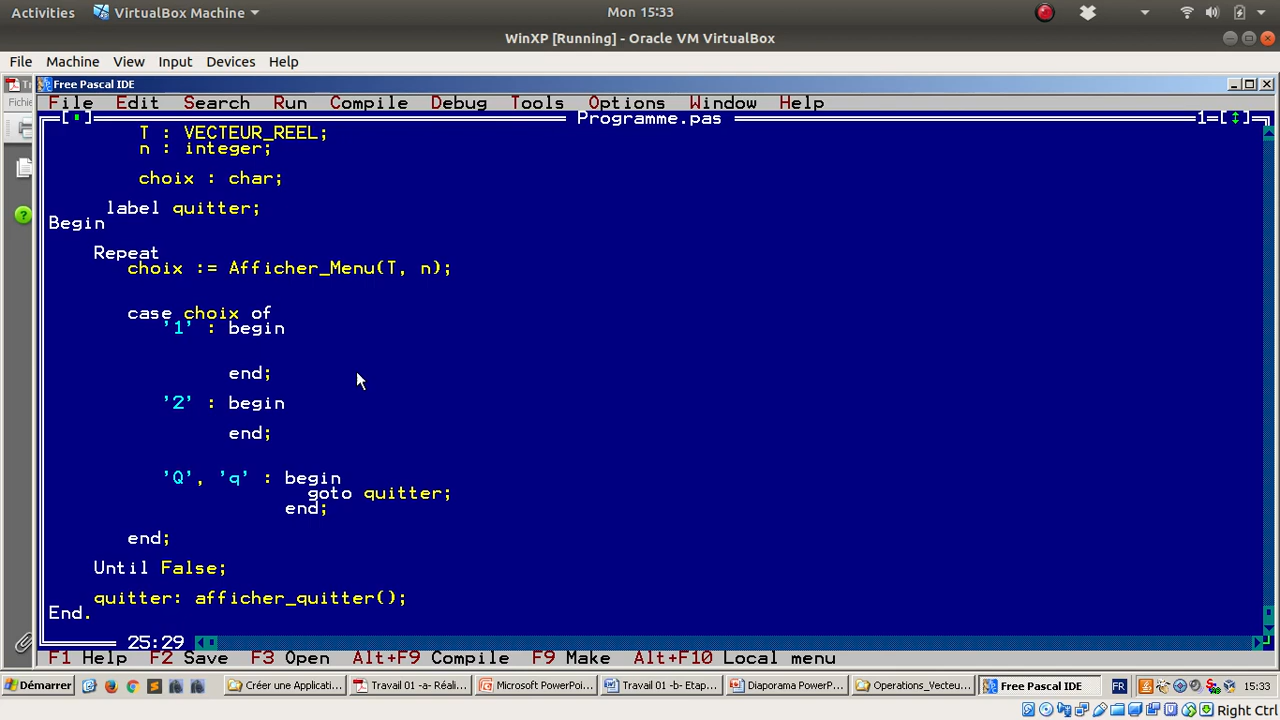 Activities VirtualBox Machine Mon 15:33
WinXP [Running] - Oracle VM VirtualBox
File Machine View Input Devices Help
Free Pascal IDE
Fichie
File Edit Search Run Compile Debug Tools Options Window Help
Programme.pas 1
T : VECTEUR_REEL;
n : integer;
choix : char;
label quitter;
Begin
Repeat
choix := Afficher_Menu(T, n);
case choix of
'1' : begin
end;
'2' : begin
end;
'Q', 'q' : begin
goto quitter;
end;
end;
Until False;
quitter: afficher_quitter();
End.
25:29
F1 Help F2 Save F3 Open Alt+F9 Compile F9 Make Alt+F10 Local menu
Démarrer Créer une Applicati... Travail 01 -a- Réali... Microsoft PowerPoi... Travail 01 -b- Etap... Diaporama PowerP... Operations_Vecteu... Free Pascal IDE FR 15:33
Right Ctrl